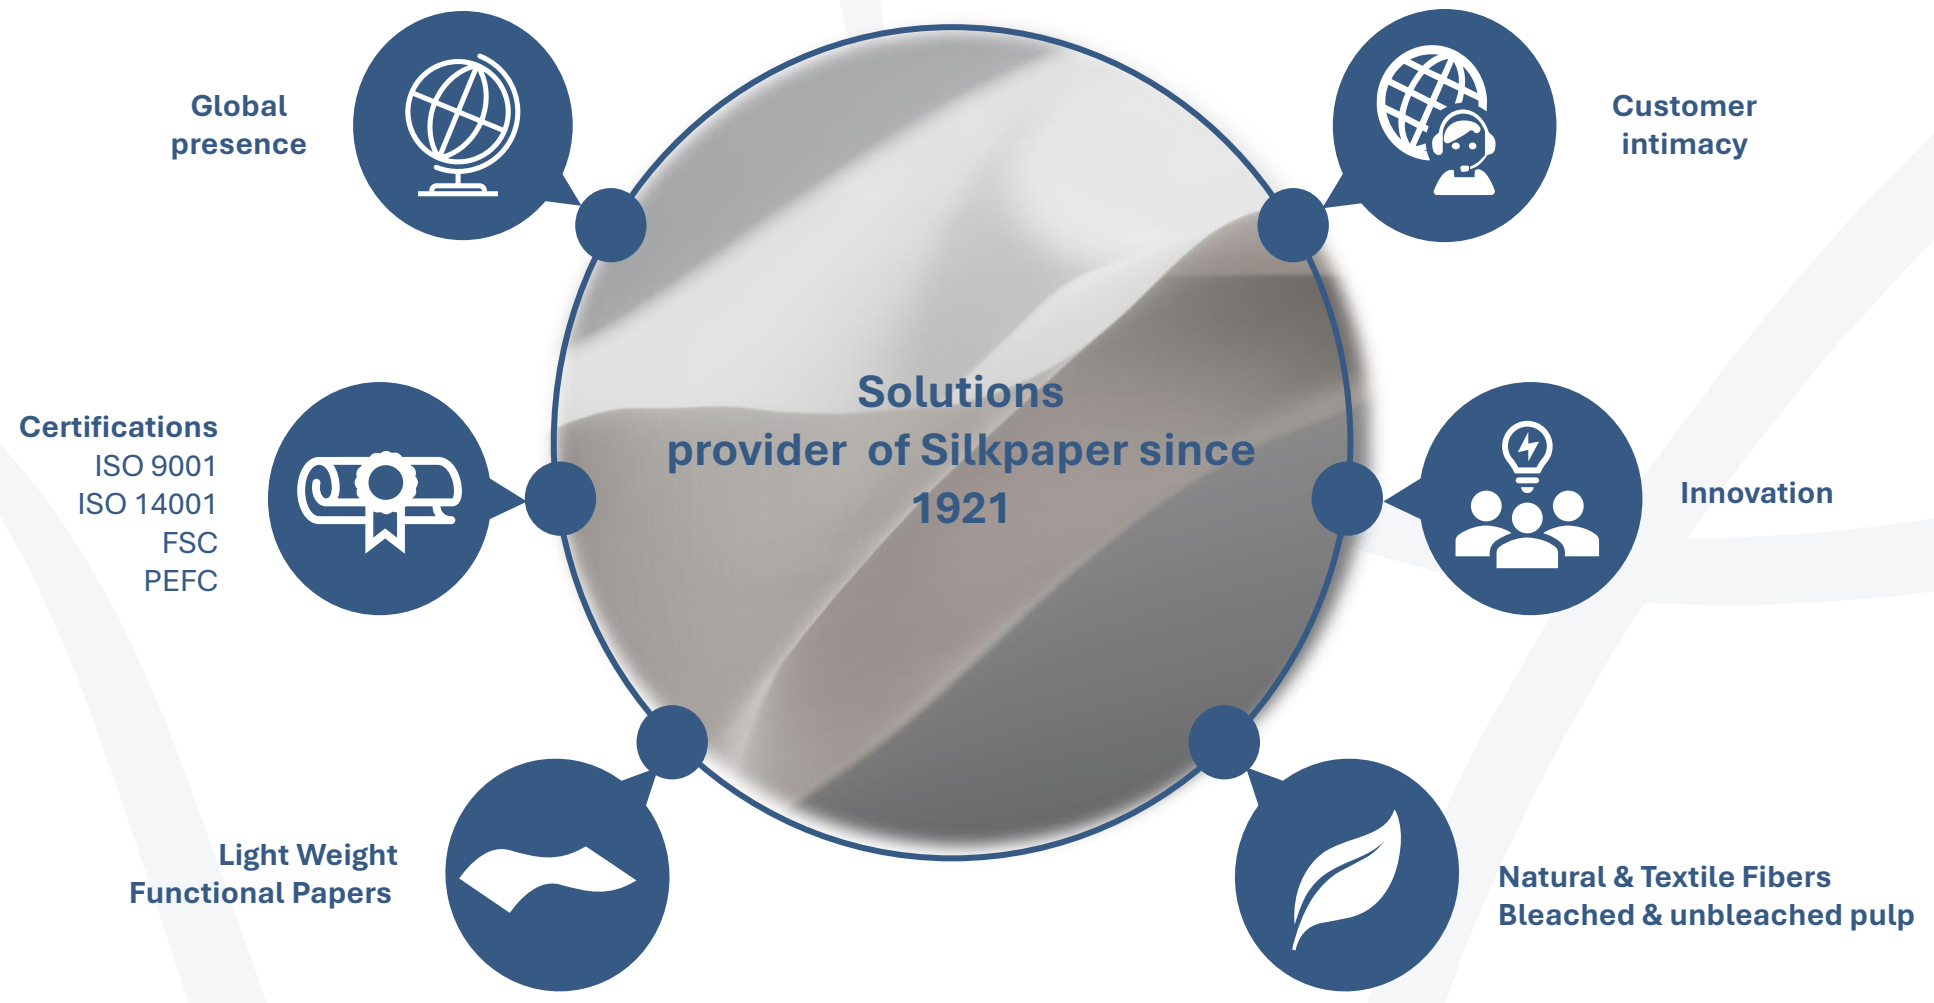 Global
presence
Customer
intimacy
Certifications
ISO 9001
ISO 14001
FSC
PEFC
Solutions
provider  of Silkpaper since
1921
Innovation
Light Weight
Functional Papers
Natural & Textile Fibers
Bleached & unbleached pulp